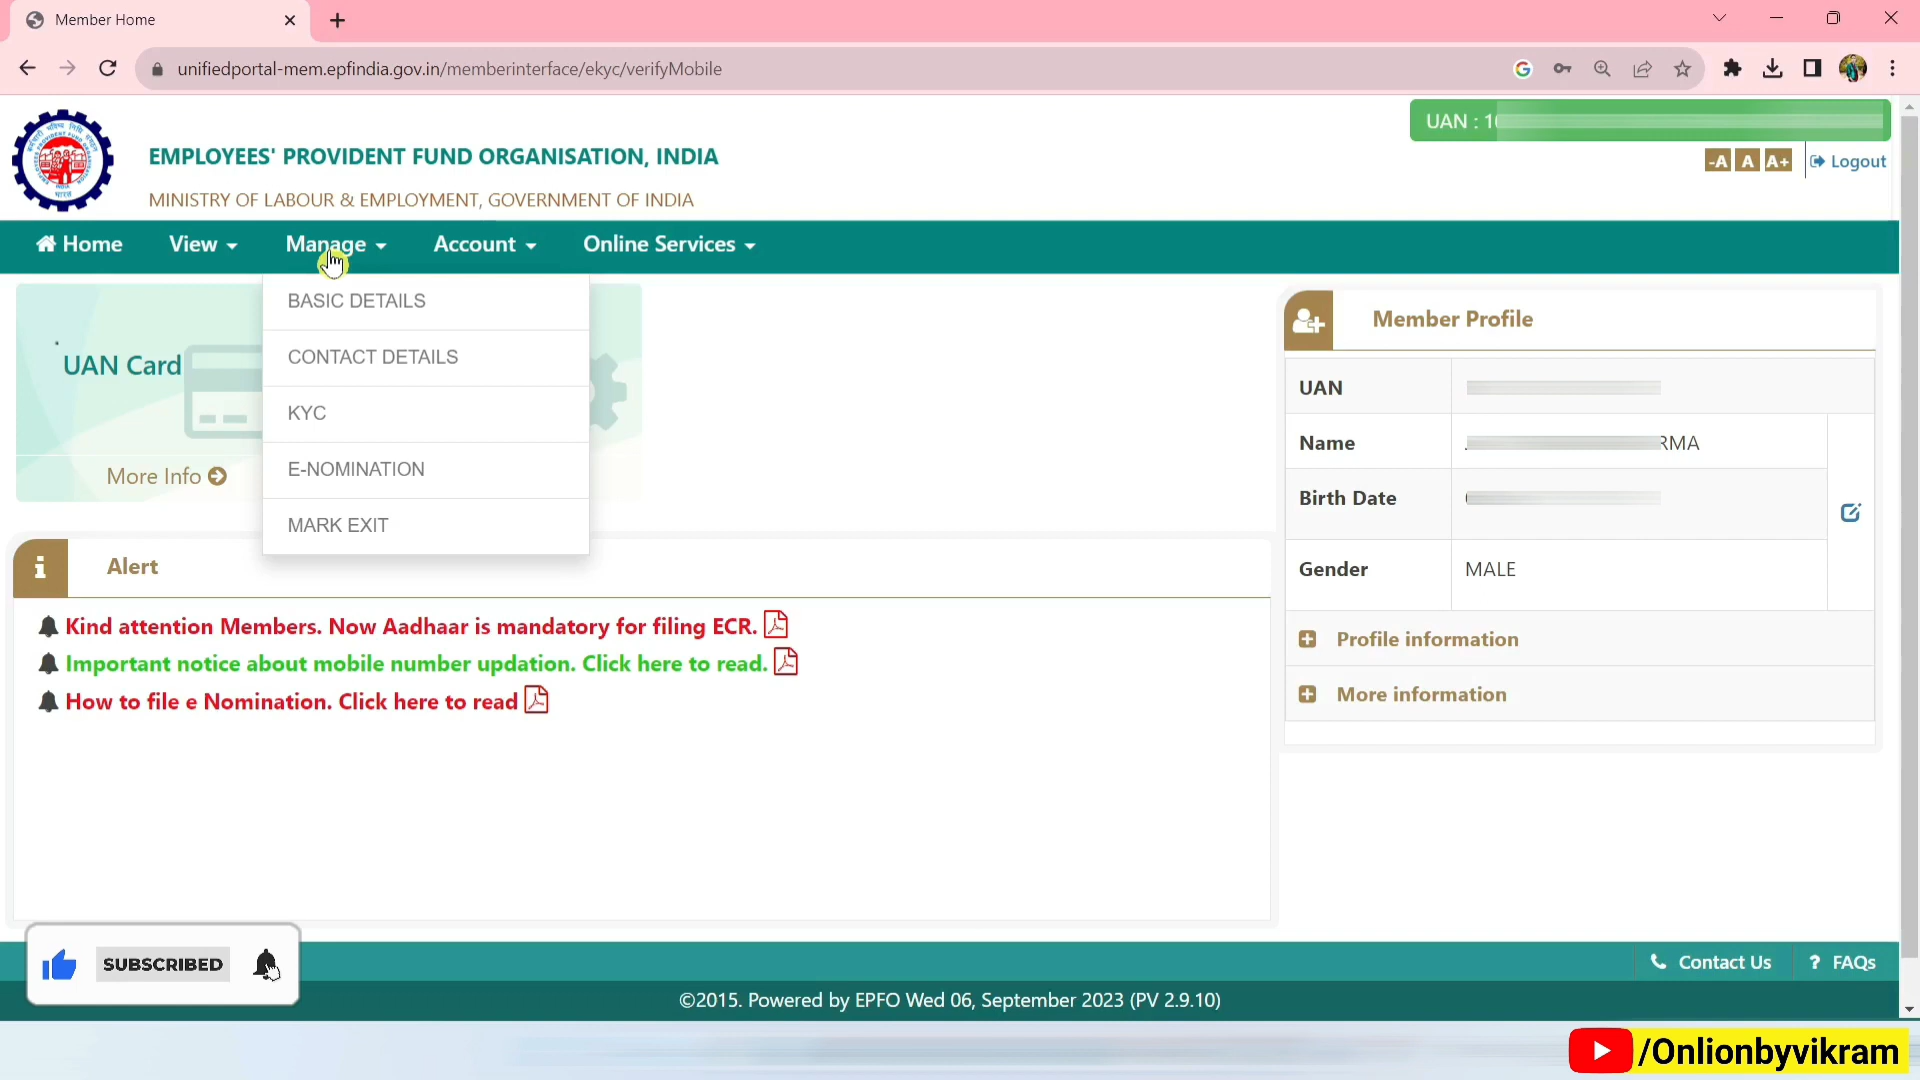 Member Home
unifiedportal-mem.epfindia.gov.in/memberinterface/ekyc/verifyMobile
UAN :
EMPLOYEES' PROVIDENT FUND ORGANISATION, INDIA
-A A A+ Logout
MINISTRY OF LABOUR & EMPLOYMENT, GOVERNMENT OF INDIA
Home View Manage Account Online Services
BASIC DETAILS
CONTACT DETAILS
KYC
E-NOMINATION
MARK EXIT
UAN Card
More Info
Member Profile
UAN
Name RMA
Birth Date
Gender MALE
Profile information
More information
Alert
Kind attention Members. Now Aadhaar is mandatory for filing ECR.
Important notice about mobile number updation. Click here to read.
How to file e Nomination. Click here to read
SUBSCRIBED
Contact Us ? FAQs
©2015. Powered by EPFO Wed 06, September 2023 (PV 2.9.10)
/Onlionbyvikram